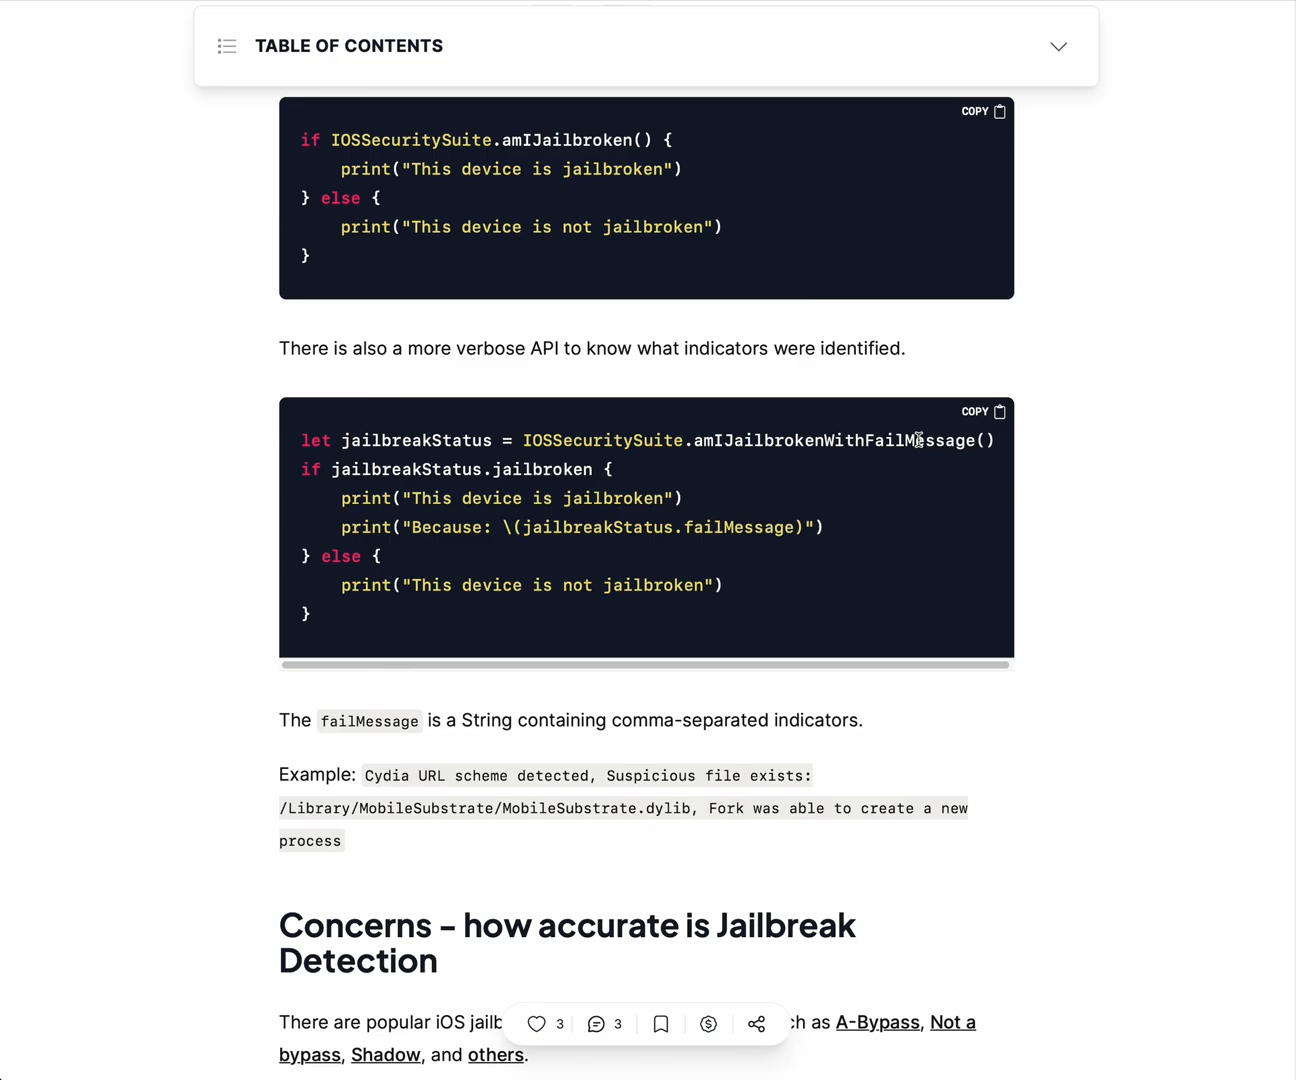 TABLE OF CONTENTS
COPY
if IOSSecuritySuite.amIJailbroken() {
    print("This device is jailbroken")
} else {
    print("This device is not jailbroken")
}
There is also a more verbose API to know what indicators were identified.
COPY
let jailbreakStatus = IOSSecuritySuite.amIJailbrokenWithFailMessage()
if jailbreakStatus.jailbroken {
    print("This device is jailbroken")
    print("Because: \(jailbreakStatus.failMessage)")
} else {
    print("This device is not jailbroken")
}
The failMessage is a String containing comma-separated indicators.
Example: Cydia URL scheme detected, Suspicious file exists:
/Library/MobileSubstrate/MobileSubstrate.dylib, Fork was able to create a new
process
Concerns – how accurate is Jailbreak
Detection
There are popular iOS 3 3 as A-Bypass, Not a
bypass, Shadow, and others.